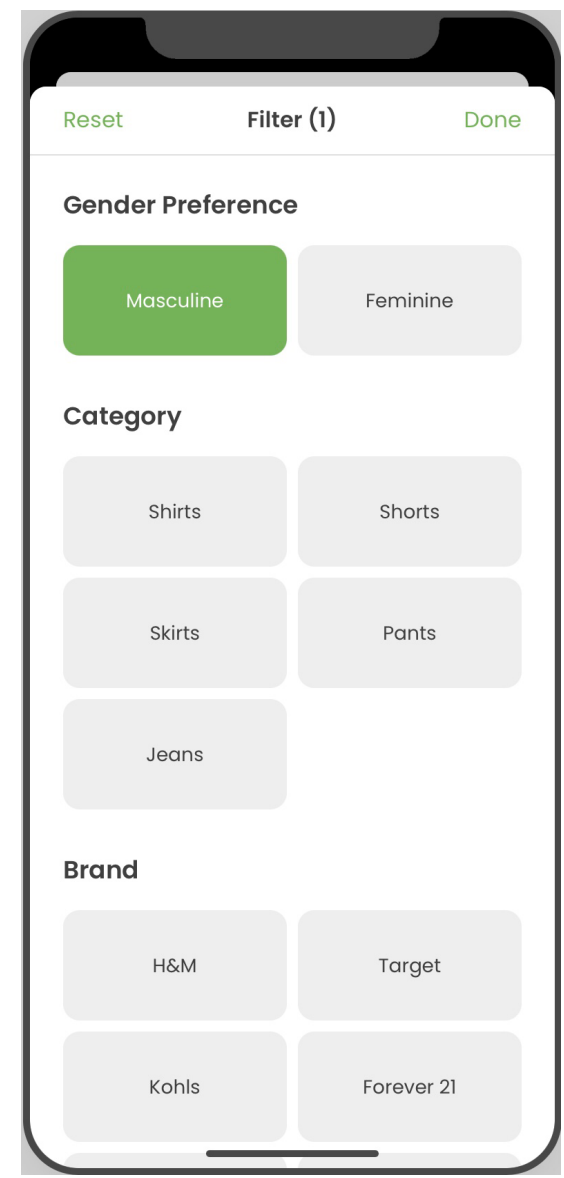 Reset Filter (1) Done
Gender Preference
Masculine Feminine
Category
Shirts Shorts
Skirts Pants
Jeans
Brand
H&M Target
Kohls Forever 21